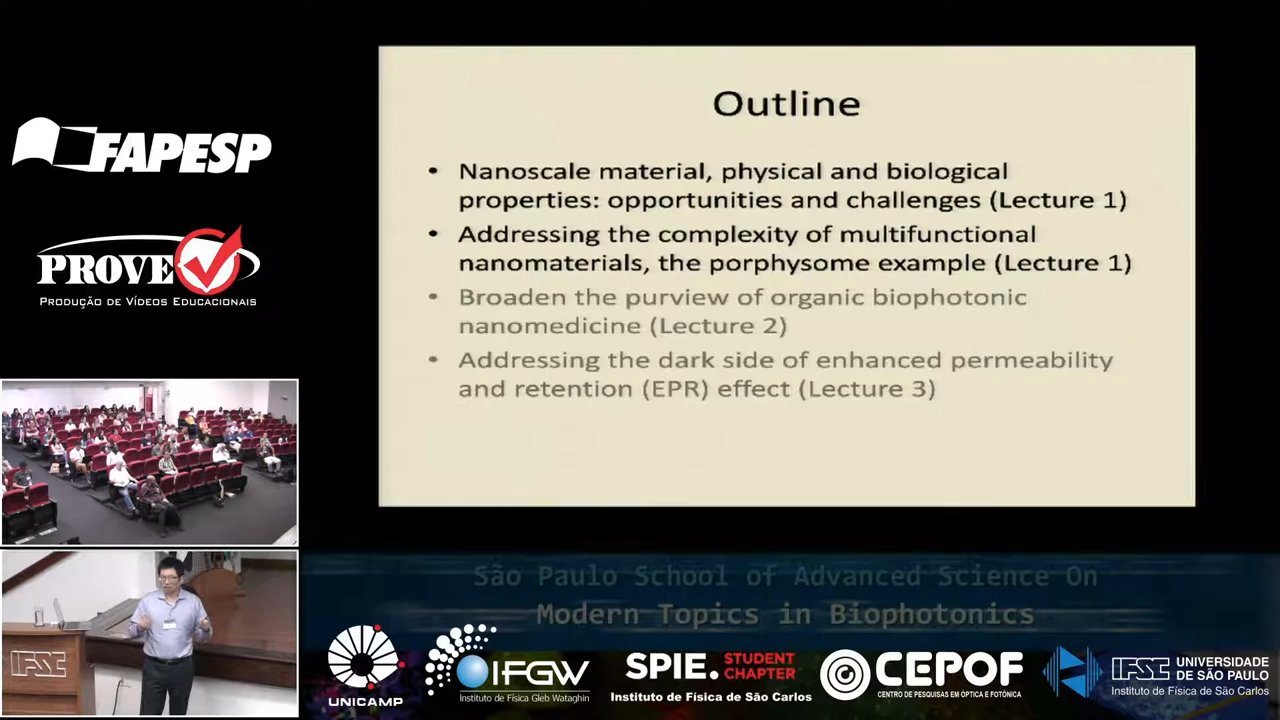 FAPESP
PROVE
PRODUÇÃO DE VÍDEOS EDUCACIONAIS
Outline
• Nanoscale material, physical and biological
properties: opportunities and challenges (Lecture 1)
• Addressing the complexity of multifunctional
nanomaterials, the porphysome example (Lecture 1)
• Broaden the purview of organic biophotonic
nanomedicine (Lecture 2)
• Addressing the dark side of enhanced permeability
and retention (EPR) effect (Lecture 3)
IFSC
São Paulo School of Advanced Science On
Modern Topics in Biophotonics
UNICAMP
IFGW
Instituto de Física Gleb Wataghin
SPIE. STUDENT
CHAPTER
Instituto de Física de São Carlos
CEPOF
CENTRO DE PESQUISAS EM ÓPTICA E FOTÔNICA
IFSC UNIVERSIDADE
DE SÃO PAULO
Instituto de Física de São Carlos